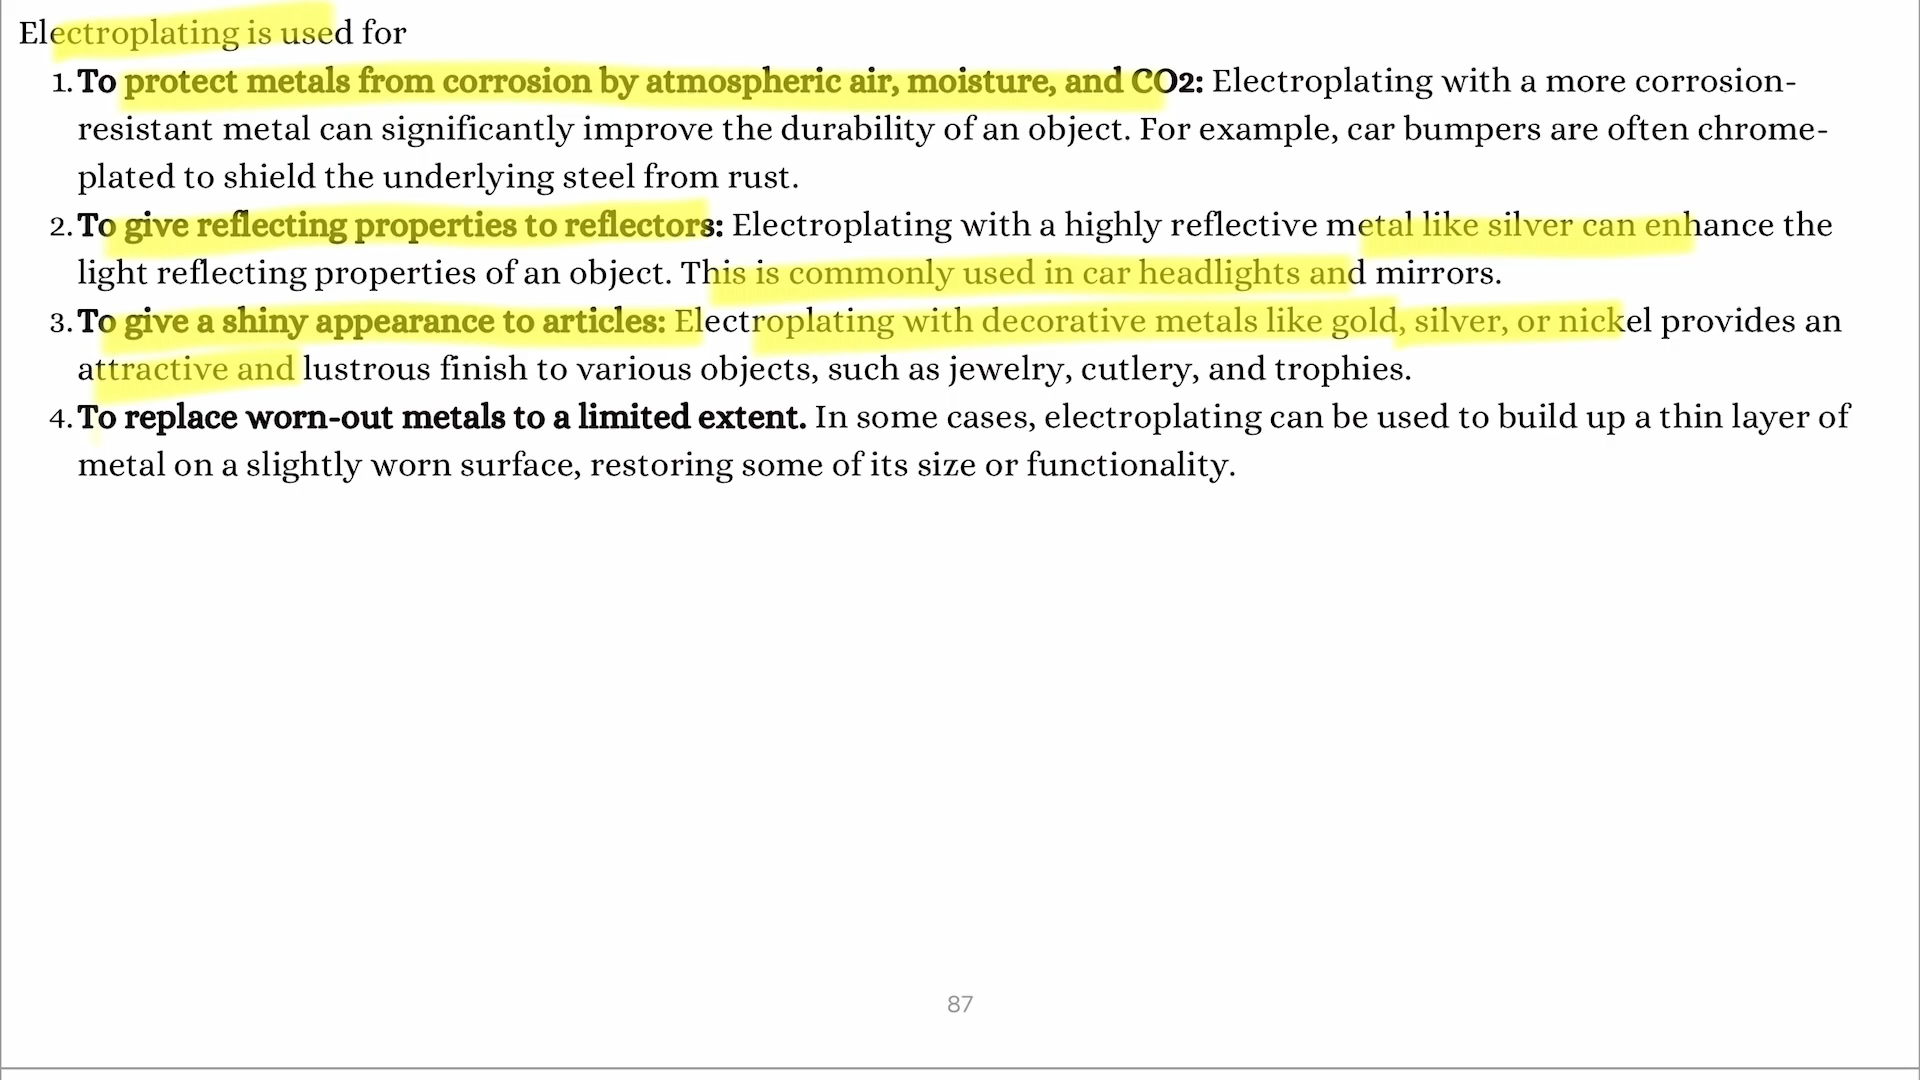 Electroplating is used for
1. To protect metals from corrosion by atmospheric air, moisture, and CO2: Electroplating with a more corrosion-
resistant metal can significantly improve the durability of an object. For example, car bumpers are often chrome-
plated to shield the underlying steel from rust.
2. To give reflecting properties to reflectors: Electroplating with a highly reflective metal like silver can enhance the
light reflecting properties of an object. This is commonly used in car headlights and mirrors.
3. To give a shiny appearance to articles: Electroplating with decorative metals like gold, silver, or nickel provides an
attractive and lustrous finish to various objects, such as jewelry, cutlery, and trophies.
4. To replace worn-out metals to a limited extent. In some cases, electroplating can be used to build up a thin layer of
metal on a slightly worn surface, restoring some of its size or functionality.
87